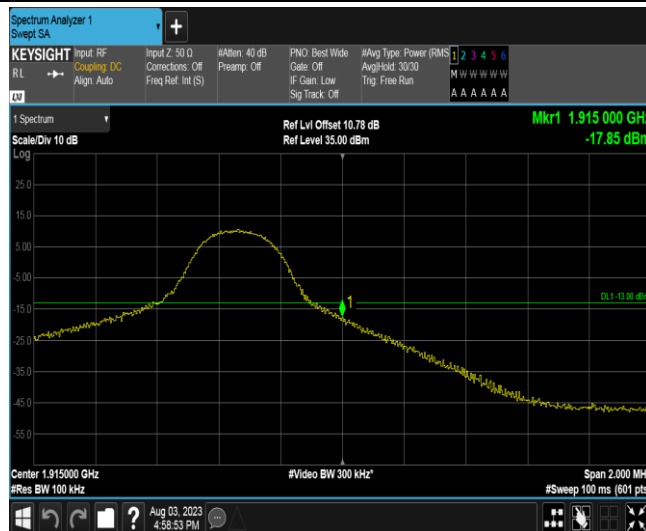 Spectrum Analyzer 1
Swept SA
+
KEYSIGHT
RL
Input: RF
Coupling: DC
Align: Auto
Input Z: 50 Ω
Corrections: Off
Freq Ref: Int (S)
#Atten: 40 dB
Preamp: Off
PNO: Best Wide
Gate: Off
IF Gain: Low
Sig Track: Off
#Avg Type: Power (RMS
Avg|Hold: 30/30
Trig: Free Run
1 2 3 4 5 6
M W W W W W
A A A A A A
1 Spectrum
Scale/Div 10 dB
Log
Ref Lvl Offset 10.78 dB
Ref Level 35.00 dBm
Mkr1 1.915 000 GHz
-17.85 dBm
25.0
15.0
5.00
-5.00
-15.0
-25.0
-35.0
-45.0
-55.0
1
DL1 -13.00 dBm
Center 1.915000 GHz
#Res BW 100 kHz
#Video BW 300 kHz*
Span 2.000 MH
#Sweep 100 ms (601 pts
?
Aug 03, 2023
4:58:53 PM